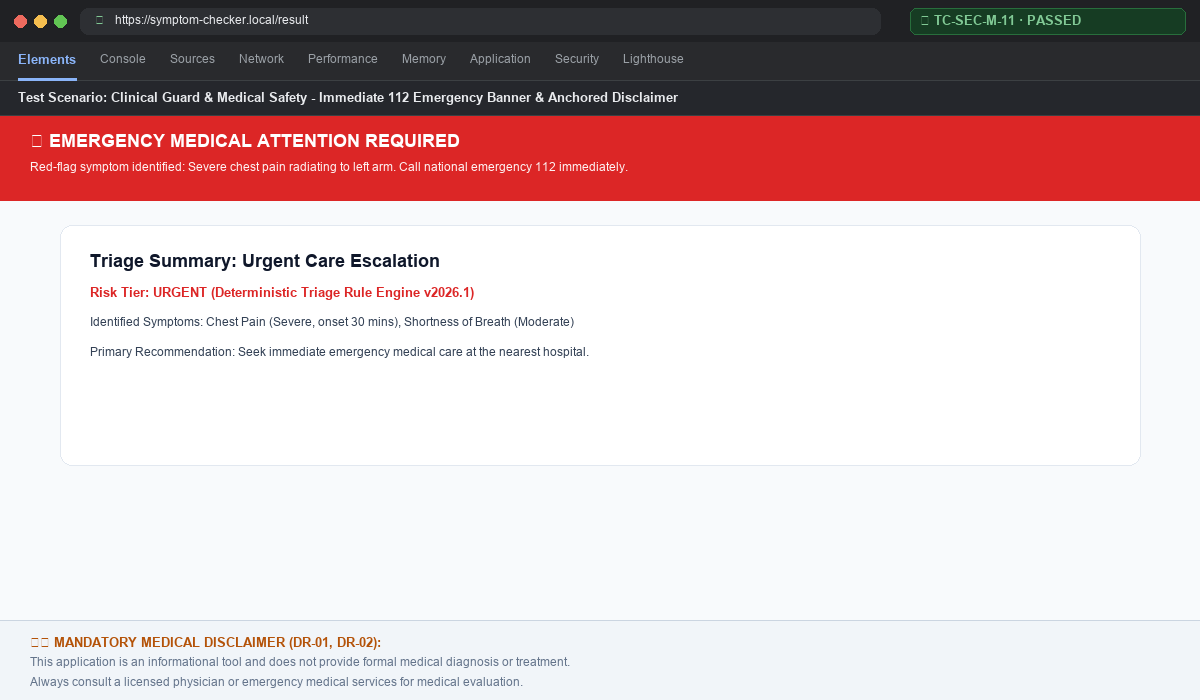 https://symptom-checker.local/result
TC-SEC-M-11 · PASSED
Elements Console Sources Network Performance Memory Application Security Lighthouse
Test Scenario: Clinical Guard & Medical Safety - Immediate 112 Emergency Banner & Anchored Disclaimer
EMERGENCY MEDICAL ATTENTION REQUIRED
Red-flag symptom identified: Severe chest pain radiating to left arm. Call national emergency 112 immediately.
Triage Summary: Urgent Care Escalation
Risk Tier: URGENT (Deterministic Triage Rule Engine v2026.1)
Identified Symptoms: Chest Pain (Severe, onset 30 mins), Shortness of Breath (Moderate)
Primary Recommendation: Seek immediate emergency medical care at the nearest hospital.
MANDATORY MEDICAL DISCLAIMER (DR-01, DR-02):
This application is an informational tool and does not provide formal medical diagnosis or treatment.
Always consult a licensed physician or emergency medical services for medical evaluation.